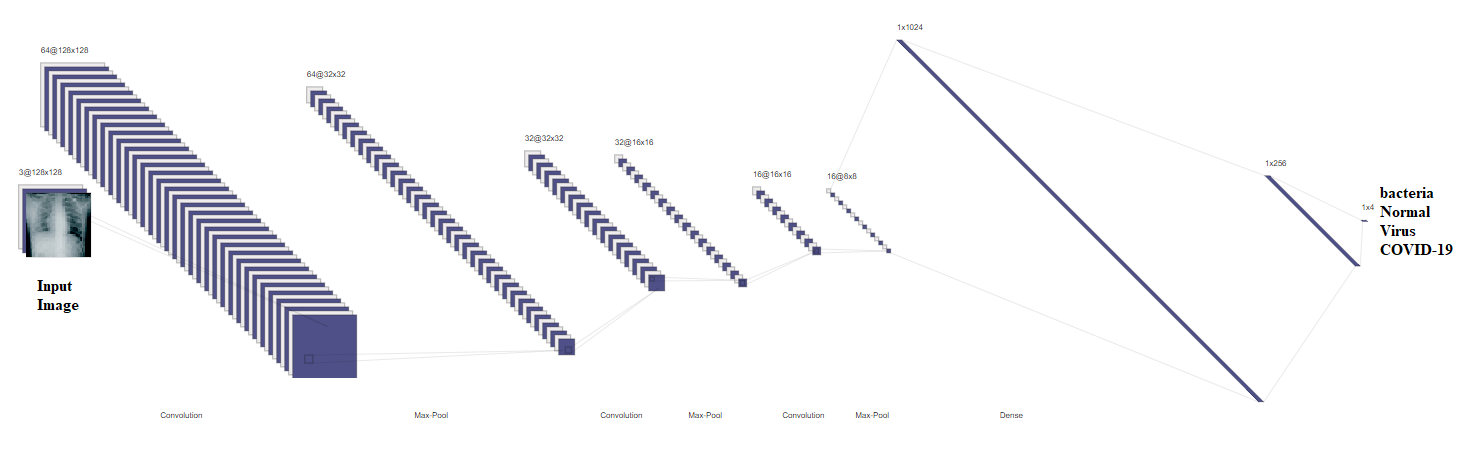 1x1024
64@128x128
64@32x32
32@32x32
32@16x16
1x256
3@128x128
16@16x16
16@8x8
1x4
bacteria
Normal
Virus
COVID-19
Input
Image
Convolution
Max-Pool
Convolution
Max-Pool
Convolution
Max-Pool
Dense